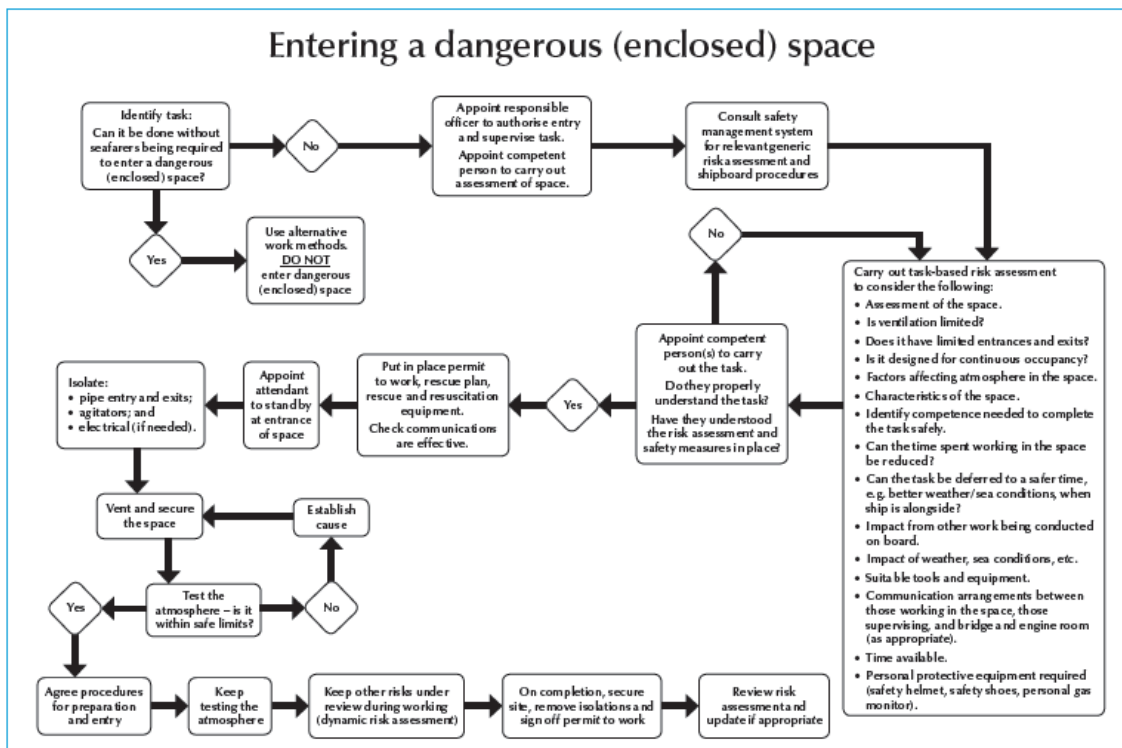 Entering a dangerous (enclosed) space
Identify task:
Can it be done without
seafarers being required
to enter a dangerous
(enclosed) space?
No
Appoint responsible
officer to authorise entry
and supervise task.
Appoint competent
person to carry out
assessment of space.
Consult safety
management system
for relevant generic
risk assessment and
shipboard procedures
Yes
Use alternative
work methods.
DO NOT
enter dangerous
(enclosed) space
No
Carry out task-based risk assessment
to consider the following:
• Assessment of the space.
• Is ventilation limited?
• Does it have limited entrances and exits?
• Is it designed for continuous occupancy?
• Factors affecting atmosphere in the space.
• Characteristics of the space.
• Identify competence needed to complete
the task safely.
• Can the time spent working in the space
be reduced?
• Can the task be deferred to a safer time,
e.g. better weather/sea conditions, when
ship is alongside?
• Impact from other work being conducted
on board.
• Impact of weather, sea conditions, etc.
• Suitable tools and equipment.
• Communication arrangements between
those working in the space, those
supervising, and bridge and engine room
(as appropriate).
• Time available.
• Personal protective equipment required
(safety helmet, safety shoes, personal gas
monitor).
Appoint competent
person(s) to carry
out the task.
Do they properly
understand the task?
Have they understood
the risk assessment and
safety measures in place?
Yes
Put in place permit
to work, rescue plan,
rescue and resuscitation
equipment.
Check communications
are effective.
Appoint
attendant
to stand by
at entrance
of space
Isolate:
• pipe entry and exits;
• agitators; and
• electrical (if needed).
Vent and secure
the space
Establish
cause
Test the
atmosphere – is it
within safe limits?
No
Yes
Agree procedures
for preparation
and entry
Keep
testing the
atmosphere
Keep other risks under
review during working
(dynamic risk assessment)
On completion, secure
site, remove isolations and
sign off permit to work
Review risk
assessment and
update if appropriate